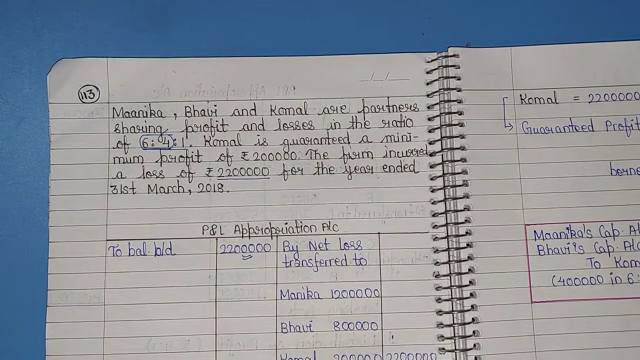 113
Maanika, Bhavi and Komal are partners
sharing profit and losses in the ratio
of 6:4:1. Komal is guaranteed a mini-
mum profit of ₹200000. The firm incurred
a loss of ₹2200000 for the year ended
31st March, 2018.
P&L Appropriation A/c
To bal. b/d 2200000 By Net loss
transferred to
Manika 1200000
Bhavi 800000
Komal 200000 2200000
Komal = 2200000
Guaranteed Profit
borne
Maanika's Cap. A/
Bhavi's Cap. A/c
To Kom
(400000 in 6: